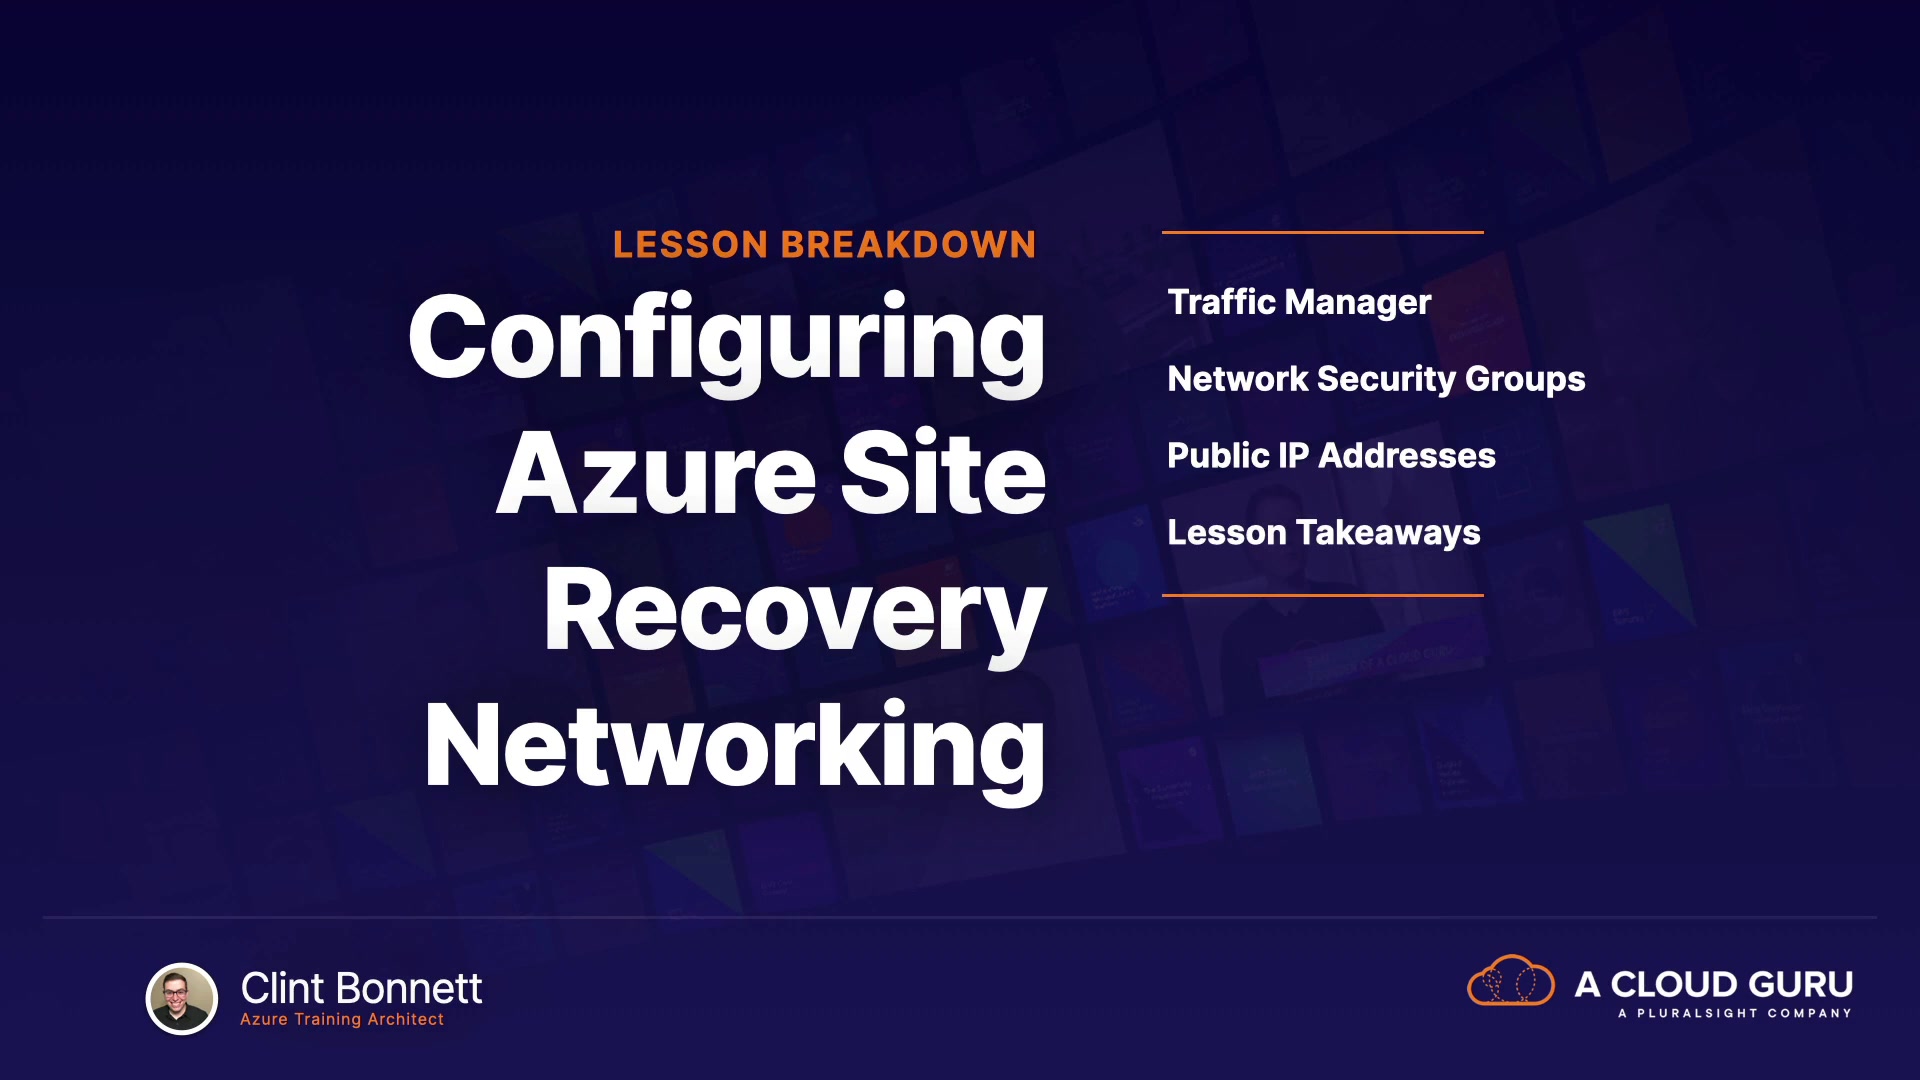 LESSON BREAKDOWN
Configuring
Azure Site
Recovery
Networking
Traffic Manager
Network Security Groups
Public IP Addresses
Lesson Takeaways
Clint Bonnett
Azure Training Architect
A CLOUD GURU
A PLURALSIGHT COMPANY